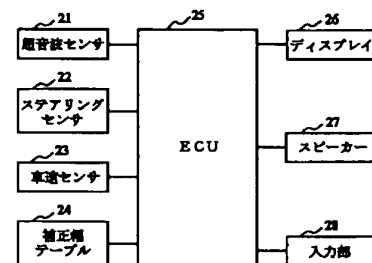 21
超音波センサ
22
ステアリング
センサ
23
車速センサ
24
補正幅
テーブル
25
ECU
26
ディスプレイ
27
スピーカー
28
入力部